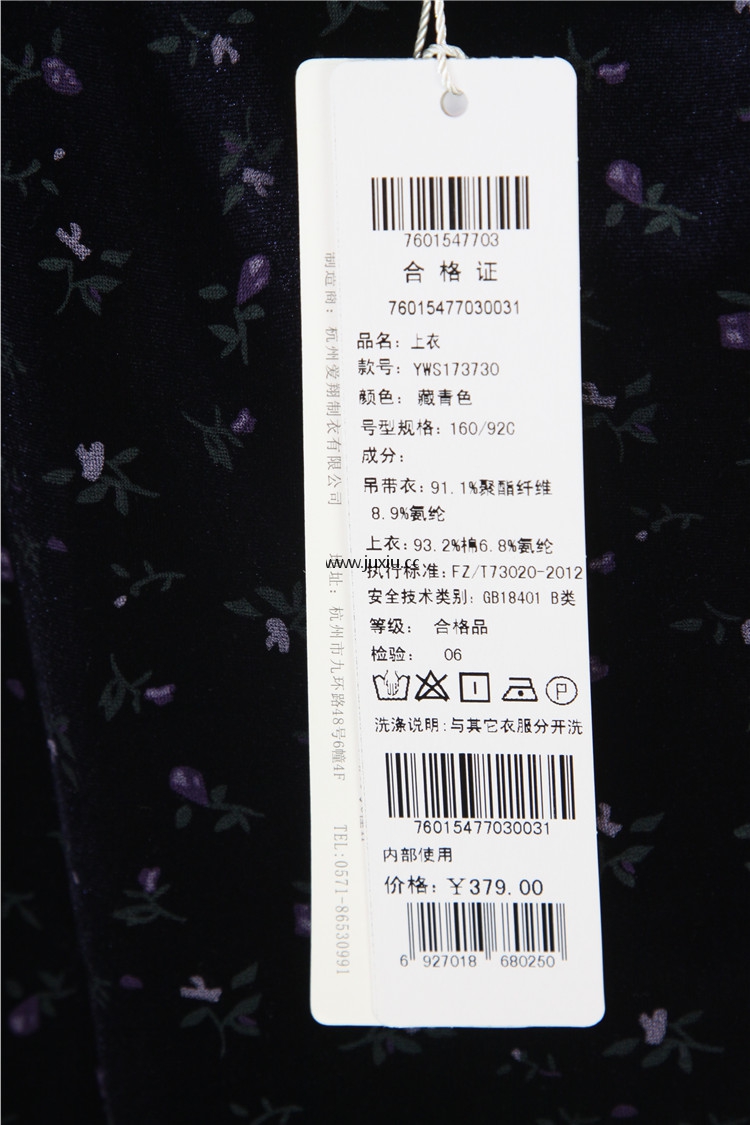 7601547703
合格证
76015477030031
品名: 上衣
款号: YWS173730
颜色: 藏青色
号型规格: 160/92C
成分:
吊带衣: 91.1%聚酯纤维
8.9%氨纶
上衣: 93.2%棉6.8%氨纶
www.juxiu.cc
执行标准: FZ/T73020-2012
安全技术类别: GB18401 B类
等级: 合格品
检验: 06
P
洗涤说明:与其它衣服分开洗
76015477030031
内部使用
价格: ￥379.00
6 927018 680250
制造商: 杭州爱翔制衣有限公司
地址: 杭州市九环路48号6幢4F
TEL:0571-86530991